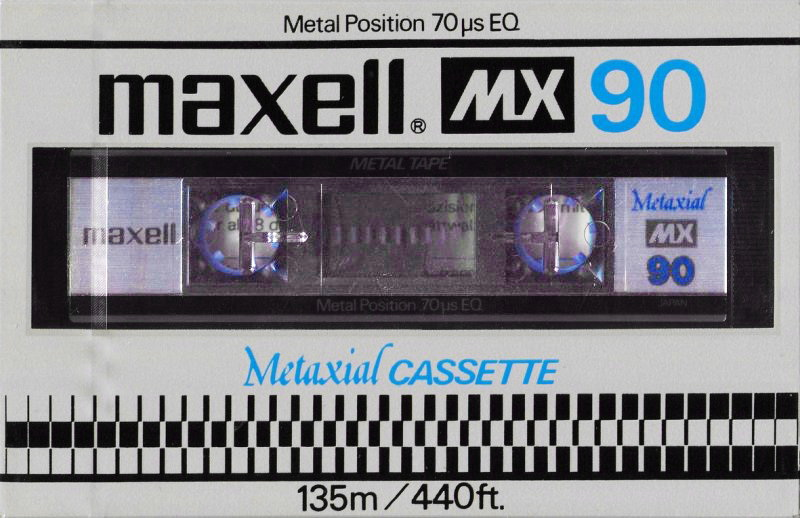 Metal Position 70µs EQ
maxell® MX 90
METAL TAPE
maxell
Metaxial
MX
90
Metal Position 70µs EQ
JAPAN
Metaxial CASSETTE
135m/440ft.